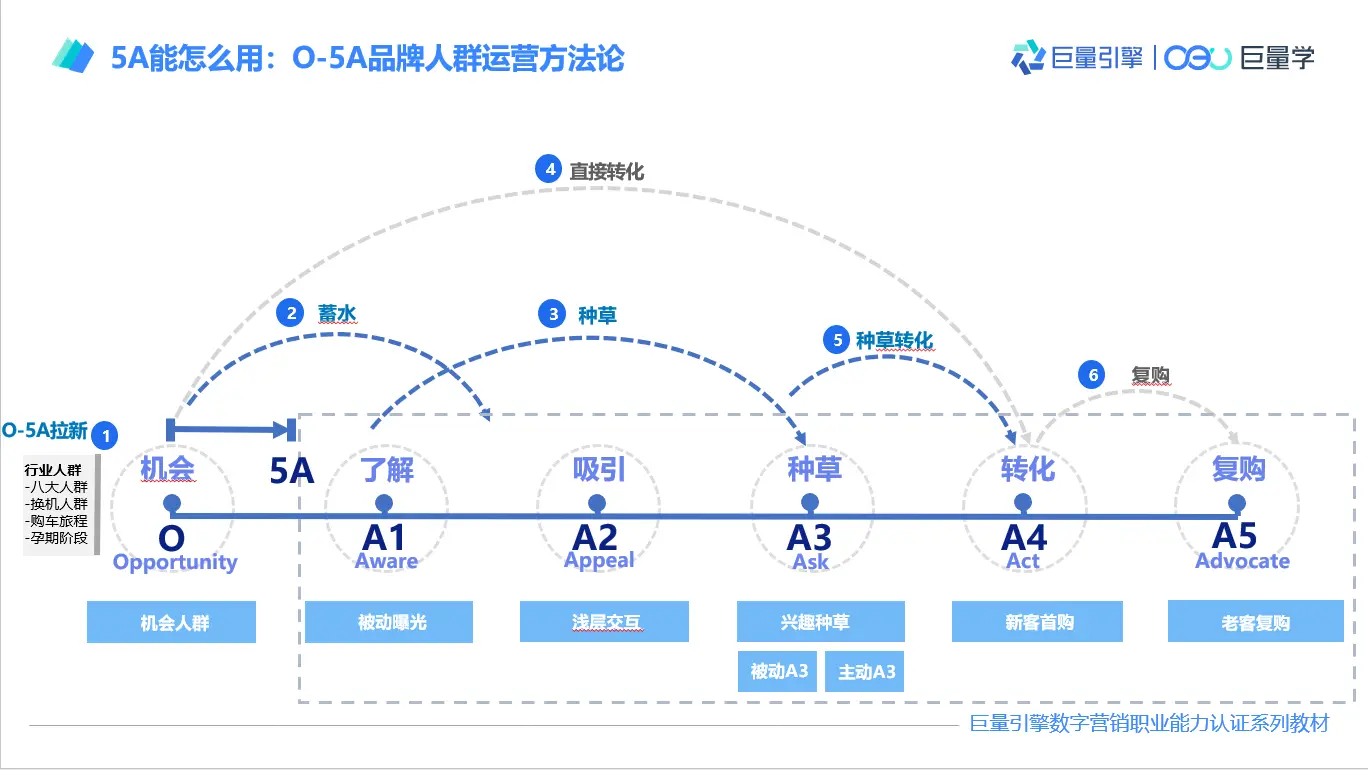 5A能怎么用：O-5A品牌人群运营方法论
巨量引擎
巨量学
4 直接转化
2 蓄水
3 种草
5 种草转化
6 复购
O-5A拉新 1
行业人群
-八大人群
-换机人群
-购车旅程
-孕期阶段
机会
5A
了解
吸引
种草
转化
复购
O
A1
A2
A3
A4
A5
Opportunity
Aware
Appeal
Ask
Act
Advocate
机会人群
被动曝光
浅层交互
兴趣种草
新客首购
老客复购
被动A3
主动A3
巨量引擎数字营销职业能力认证系列教材